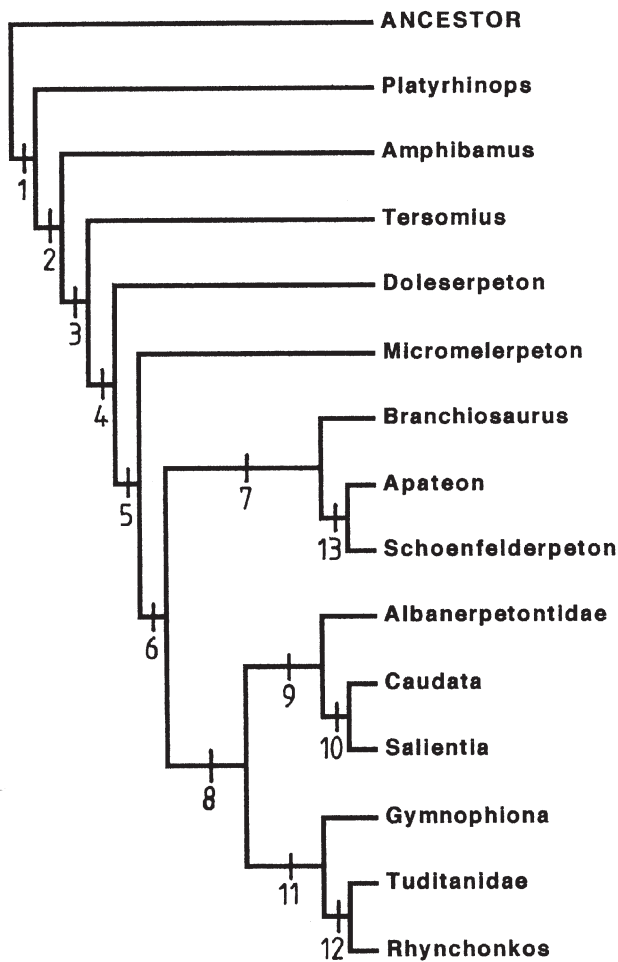 ANCESTOR
Platyrhinops
Amphibamus
1
Tersomius
2
Doleserpeton
3
Micromelerpeton
4
Branchiosaurus
Apateon
7
5
13
Schoenfelderpeton
Albanerpetontidae
6
Caudata
9
10
Salientia
8
Gymnophiona
Tuditanidae
11
12
Rhynchonkos